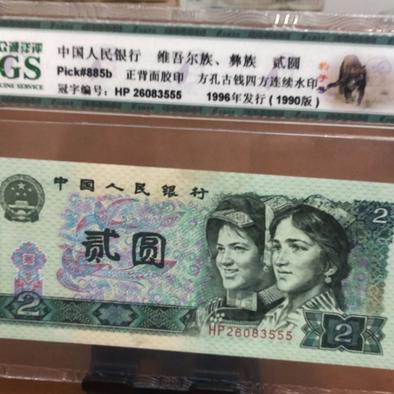 中国人民银行 维吾尔族、彝族 贰圆
GS
Pick#885b 正背面胶印 方孔古钱四方连续水印
UINE SERVICE
冠字编号: HP 26083555 1996年发行(1990版)
中国人民银行
贰圆
2
2
2
HP26083555